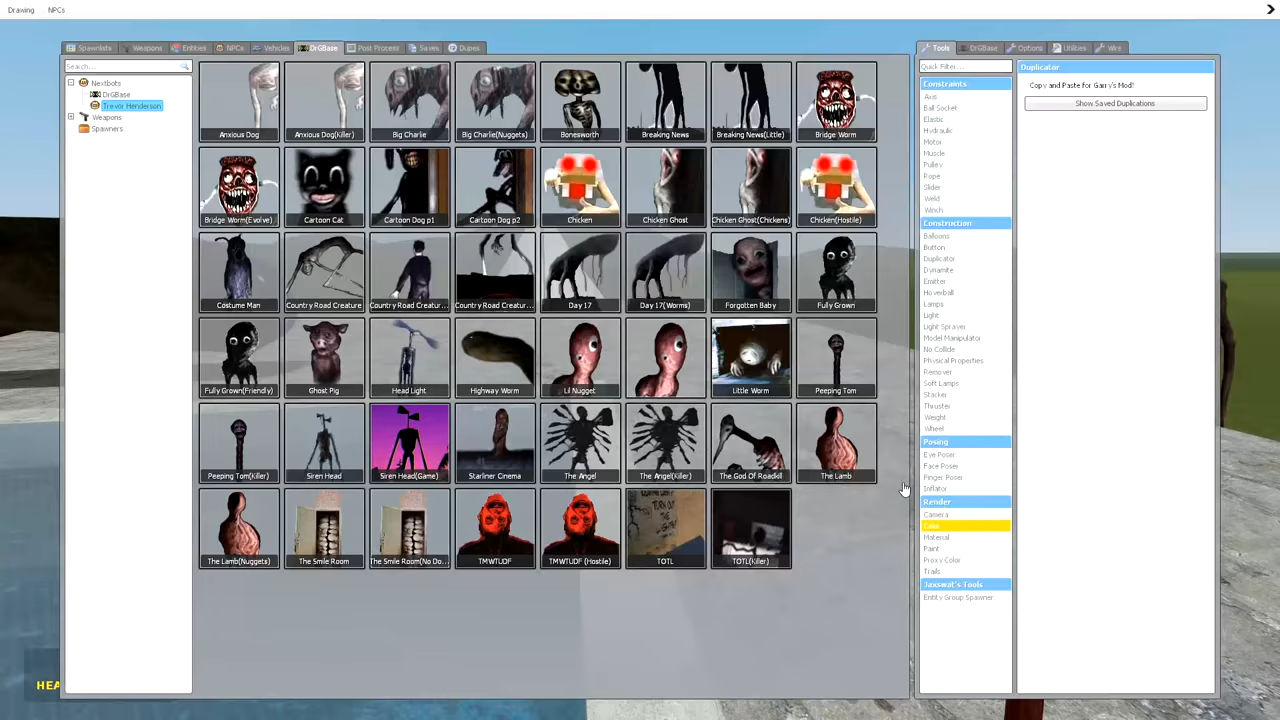 Drawing NPCs
Spawnlists Weapons Entities NPCs Vehicles DrGBase Post Process Saves Dupes
Search...
Nextbots
DrGBase
Trevor Henderson
Weapons
Spawners
Anxious Dog Anxious Dog(Killer) Big Charlie Big Charlie(Nuggets) Bonesworth Breaking News Breaking News(Little) Bridge Worm
Bridge Worm(Evolve) Cartoon Cat Cartoon Dog p1 Cartoon Dog p2 Chicken Chicken Ghost Chicken Ghost(Chickens) Chicken(Hostile)
Costume Man Country Road Creature Country Road Creatur... Country Road Creatur... Day 17 Day 17(Worms) Forgotten Baby Fully Grown
Fully Grown(Friendly) Ghost Pig Head Light Highway Worm Lil Nugget Little Worm Peeping Tom
Peeping Tom(Killer) Siren Head Siren Head(Game) Starliner Cinema The Angel The Angel(Killer) The God Of Roadkill The Lamb
The Lamb(Nuggets) The Smile Room The Smile Room(No Do... TMWTUDF TMWTUDF (Hostile) TOTL TOTL(Killer)
HEA
Tools DrGBase Options Utilities Wire
Quick Filter...
Constraints
Axis
Ball Socket
Elastic
Hydraulic
Motor
Muscle
Pulley
Rope
Slider
Weld
Winch
Construction
Balloons
Button
Duplicator
Dynamite
Emitter
Hoverball
Lamps
Light
Light Sprayer
Model Manipulator
No Collide
Physical Properties
Remover
Soft Lamps
Stacker
Thruster
Weight
Wheel
Posing
Eye Poser
Face Poser
Finger Poser
Inflator
Render
Camera
Color
Material
Paint
Proxy Color
Trails
Jaxswat's Tools
Entity Group Spawner
Duplicator
Copy and Paste for Garry's Mod!
Show Saved Duplications